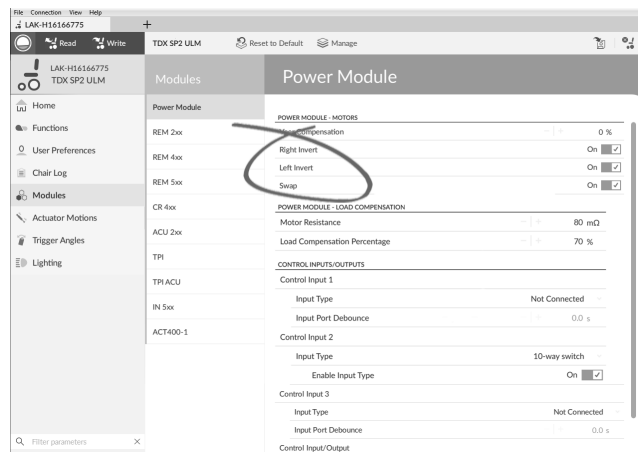 File Connection View Help
LAK-H16166775 +
Read Write TDX SP2 ULM Reset to Default Manage
LAK-H16166775
TDX SP2 ULM
Modules
Power Module
Home
Functions
User Preferences
Chair Log
Modules
Actuator Motions
Trigger Angles
Lighting
Filter parameters ×
Power Module
REM 2xx
REM 4xx
REM 5xx
CR 4xx
ACU 2xx
TPI
TPI ACU
IN 5xx
ACT400-1
POWER MODULE - MOTORS
Compensation - + 0 %
Right Invert On
Left Invert On
Swap On
POWER MODULE - LOAD COMPENSATION
Motor Resistance - + 80 mΩ
Load Compensation Percentage - + 70 %
CONTROL INPUTS/OUTPUTS
Control Input 1
Input Type Not Connected
Input Port Debounce 0.0 s
Control Input 2
Input Type 10-way switch
Enable Input Type On
Control Input 3
Input Type Not Connected
Input Port Debounce 0.0 s
Control Input/Output